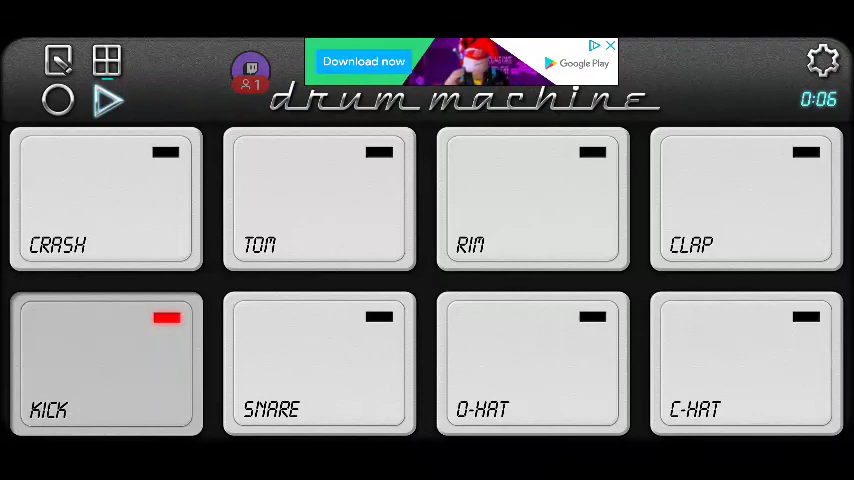 Download now
Google Play
1
drum machine
0:06
CRASH
TOM
RIM
CLAP
KICK
SNARE
O-HAT
C-HAT